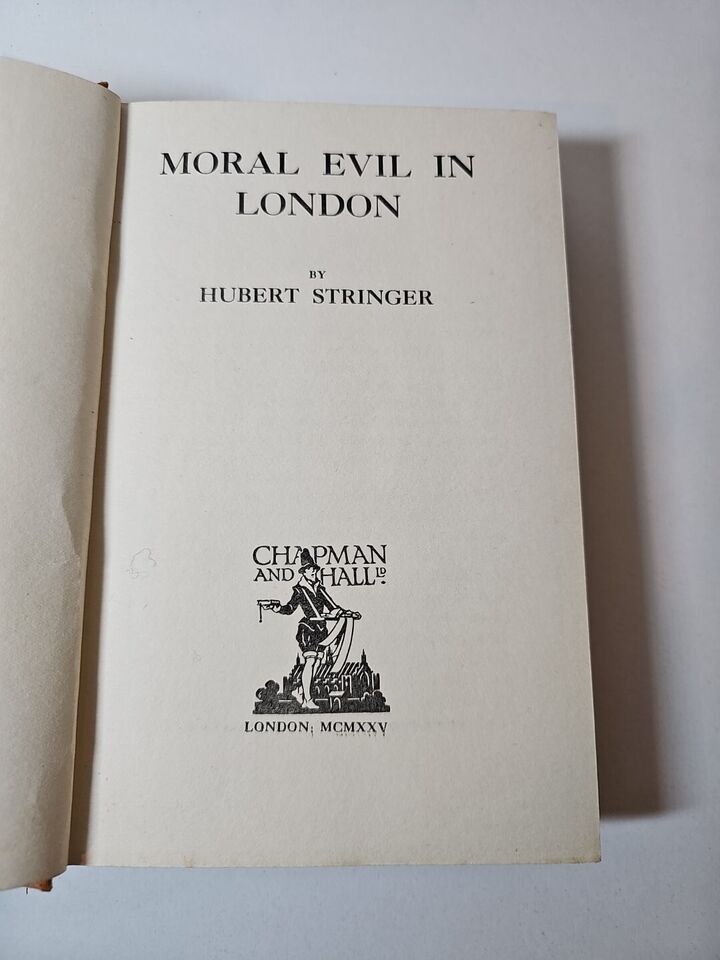 MORAL EVIL IN
LONDON
BY
HUBERT STRINGER
CHAPMAN
AND HALL LD.
LONDON, MCMXXV